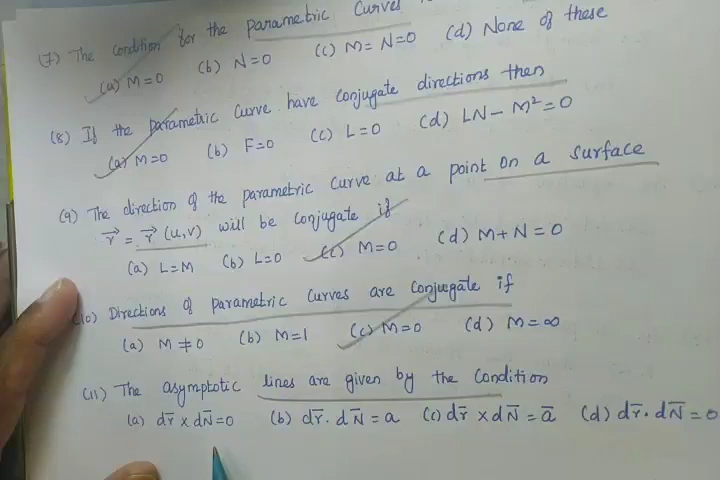 (7) The condition for the parametric Curves
(a) M=0 (b) N=0 (c) M= N=0 (d) None of these
(8) If the parametric Curve have conjugate directions then
(a) M=0 (b) F=0 (c) L=0 (d) LN-M²=0
(9) The direction of the parametric curve at a point on a surface
r⃗ = r⃗ (u,v) will be conjugate if
(a) L=M (b) L=0 (c) M=0 (d) M+N=0
(10) Directions of parametric Curves are Conjuegate if
(a) M≠0 (b) M=1 (c) M=0 (d) M=∞
(11) The asymptotic lines are given by the Condition
(a) dr̅ × dN̅=0 (b) dr̅ . dN̅ = a (c) dr̅ × dN̅ = a̅ (d) dr̅ . dN̅ = 0